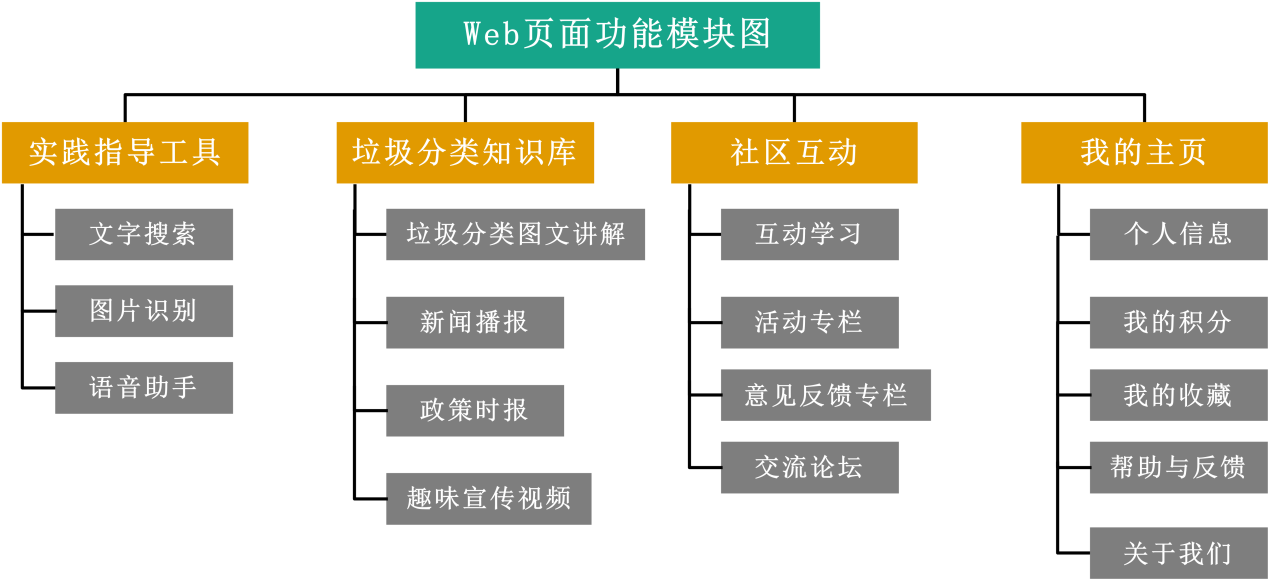 Web页面功能模块图
实践指导工具
文字搜索
图片识别
语音助手
垃圾分类知识库
垃圾分类图文讲解
新闻播报
政策时报
趣味宣传视频
社区互动
互动学习
活动专栏
意见反馈专栏
交流论坛
我的主页
个人信息
我的积分
我的收藏
帮助与反馈
关于我们